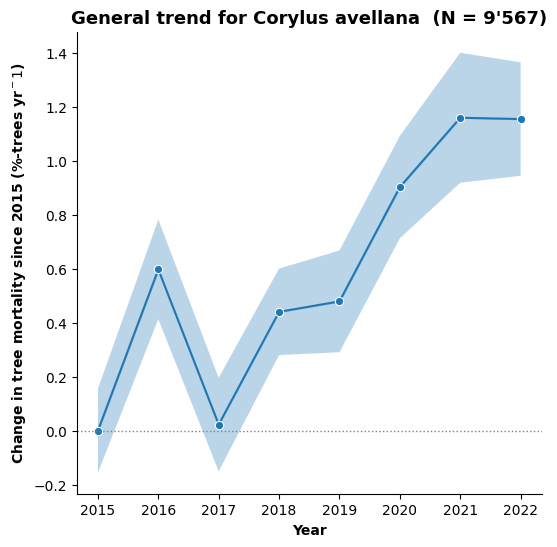 General trend for Corylus avellana (N = 9'567)
Change in tree mortality since 2015 (%-trees yr⁻ 1)
1.4
1.2
1.0
0.8
0.6
0.4
0.2
0.0
−0.2
2015 2016 2017 2018 2019 2020 2021 2022
Year